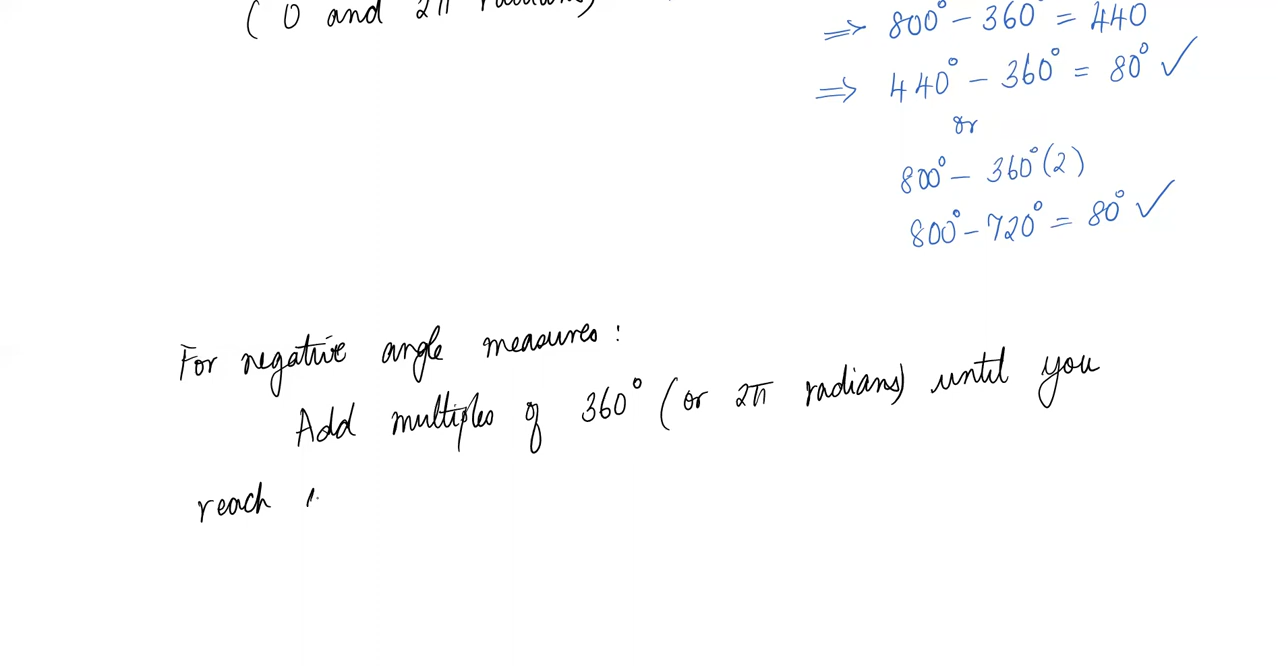 ( 0 and 2π radians)
⇒ 800° − 360° = 440
⇒ 440° − 360° = 80° ✓
or
800° − 360°(2)
800° − 720° = 80° ✓
For negative angle measures :
Add multiples of 360° (or 2π radians) until you
reach